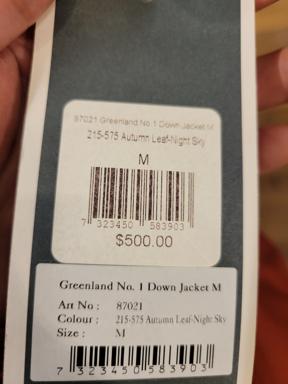 87021 Greenland No. 1 Down Jacket M
215-575 Autumn Leaf-Night Sky
M
7 323450 583903
$500.00
Greenland No. 1 Down Jacket M
Art No : 87021
Colour : 215-575 Autumn Leaf-Night Sky
Size : M
7 323450 583903